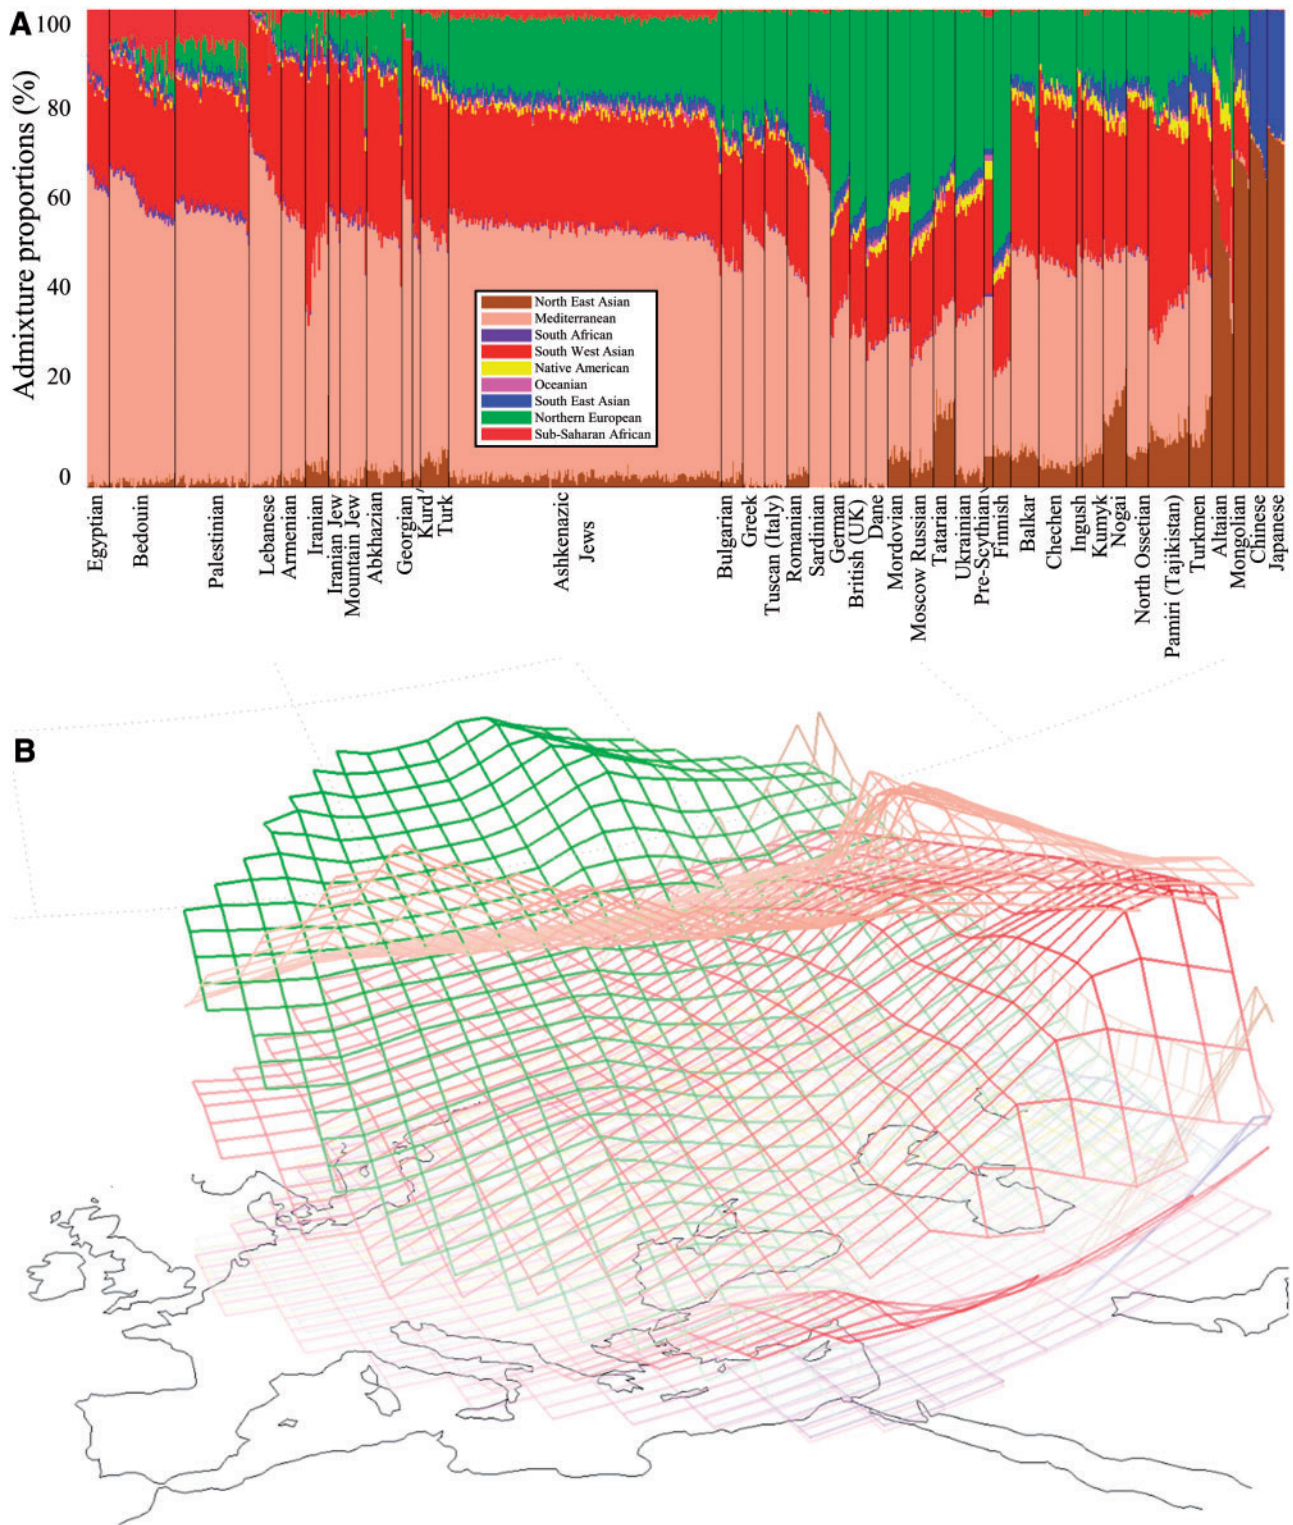 A
Admixture proportions (%)
100
80
60
40
20
0
North East Asian
Mediterranean
South African
South West Asian
Native American
Oceanian
South East Asian
Northern European
Sub-Saharan African
Egyptian
Bedouin
Palestinian
Lebanese
Armenian
Iranian
Iranian Jew
Mountain Jew
Abkhazian
Georgian
Kurd
Turk
Ashkenazic
Jews
Bulgarian
Greek
Tuscan (Italy)
Romanian
Sardinian
German
British (UK)
Dane
Mordovian
Moscow Russian
Tatarian
Ukrainian
Pre-Scythian
Finnish
Balkar
Chechen
Ingush
Kumyk
Nogai
North Ossetian
Pamiri (Tajikistan)
Turkmen
Altaian
Mongolian
Chinese
Japanese
B